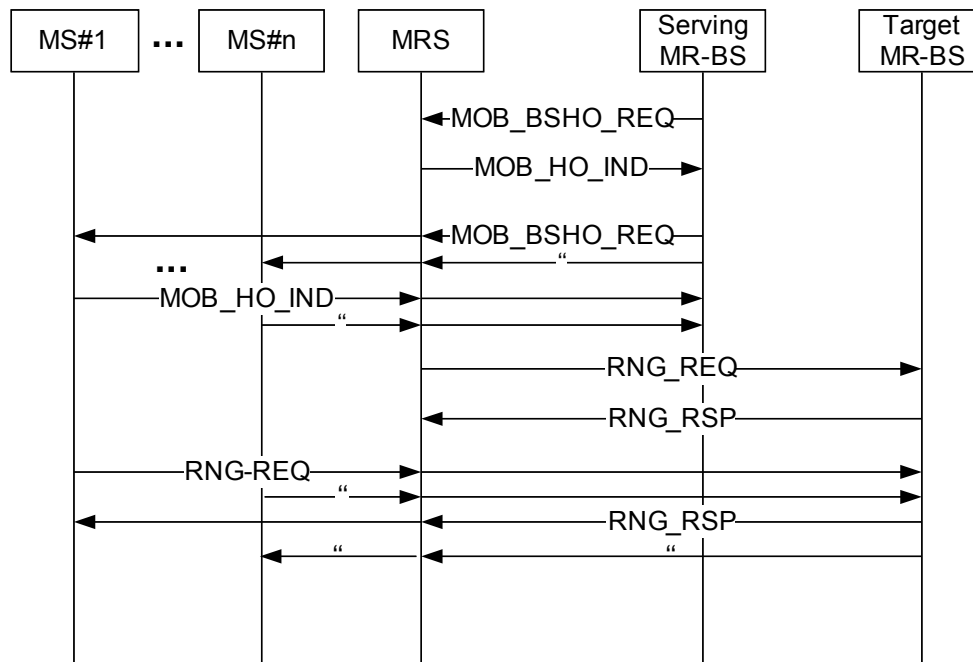 MS#1
...
MS#n
MRS
Serving
MR-BS
Target
MR-BS
MOB_BSHO_REQ
MOB_HO_IND
MOB_BSHO_REQ
“
...
MOB_HO_IND
“
RNG_REQ
RNG_RSP
RNG-REQ
“
RNG_RSP
“ “